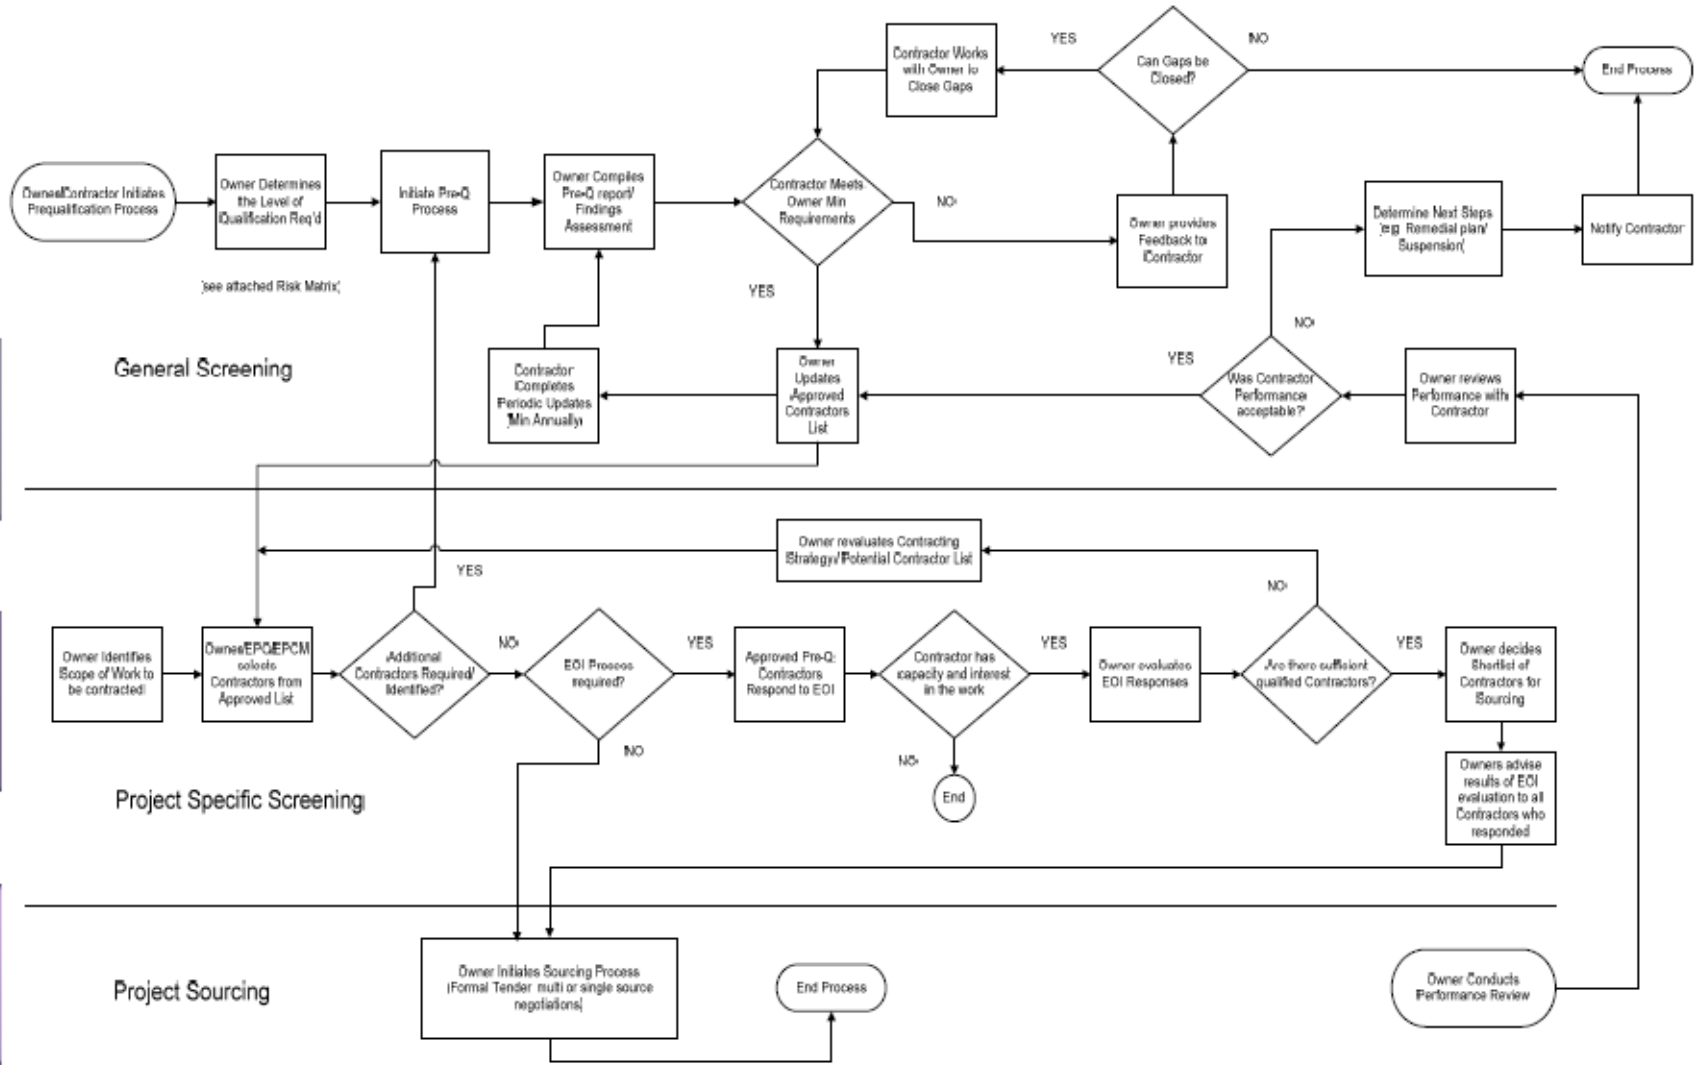 Contractor Works
with Owner to
Close Gaps
YES
Can Gaps be
Closed?
NO
End Process
Owner/Contractor Initiates
Prequalification Process
Owner Determines
the Level of
Qualification Req'd
Initiate Pre-Q
Process
Owner Compiles
Pre-Q report/
Findings
Assessment
Contractor Meets
Owner Min
Requirements
NO
Owner provides
Feedback to
Contractor
Determine Next Steps
(eg. Remedial plan/
Suspension)
Notify Contractor
(see attached Risk Matrix)
YES
NO
General Screening
Contractor
Completes
Periodic Updates
(Min Annually)
Owner
Updates
Approved
Contractors
List
YES
Was Contractor
Performance
acceptable?
Owner reviews
Performance with
Contractor
Owner revaluates Contracting
Strategy/Potential Contractor List
YES
NO
Owner Identifies
Scope of Work to
be contracted
Owner/EPC/EPCM
selects
Contractors from
Approved List
Additional
Contractors Required/
Identified?
NO
EOI Process
required?
YES
Approved Pre-Q
Contractors
Respond to EOI
Contractor has
capacity and interest
in the work
YES
Owner evaluates
EOI Responses
Are there sufficient
qualified Contractors?
YES
Owner decides
Shortlist of
Contractors for
Sourcing
NO
NO
End
Owners advise
results of EOI
evaluation to all
Contractors who
responded
Project Specific Screening
Project Sourcing
Owner Initiates Sourcing Process
(Formal Tender multi or single source
negotiations)
End Process
Owner Conducts
Performance Review